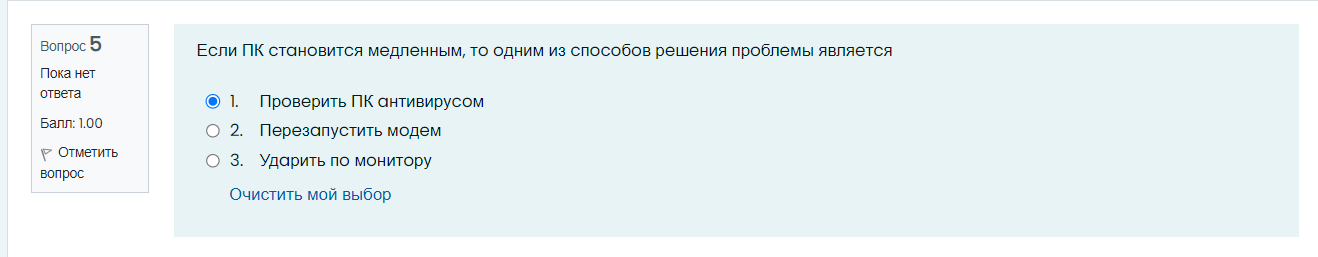 Вопрос 5
Пока нет
ответа
Балл: 1.00
Отметить
вопрос
Если ПК становится медленным, то одним из способов решения проблемы является
1. Проверить ПК антивирусом
2. Перезапустить модем
3. Ударить по монитору
Очистить мой выбор